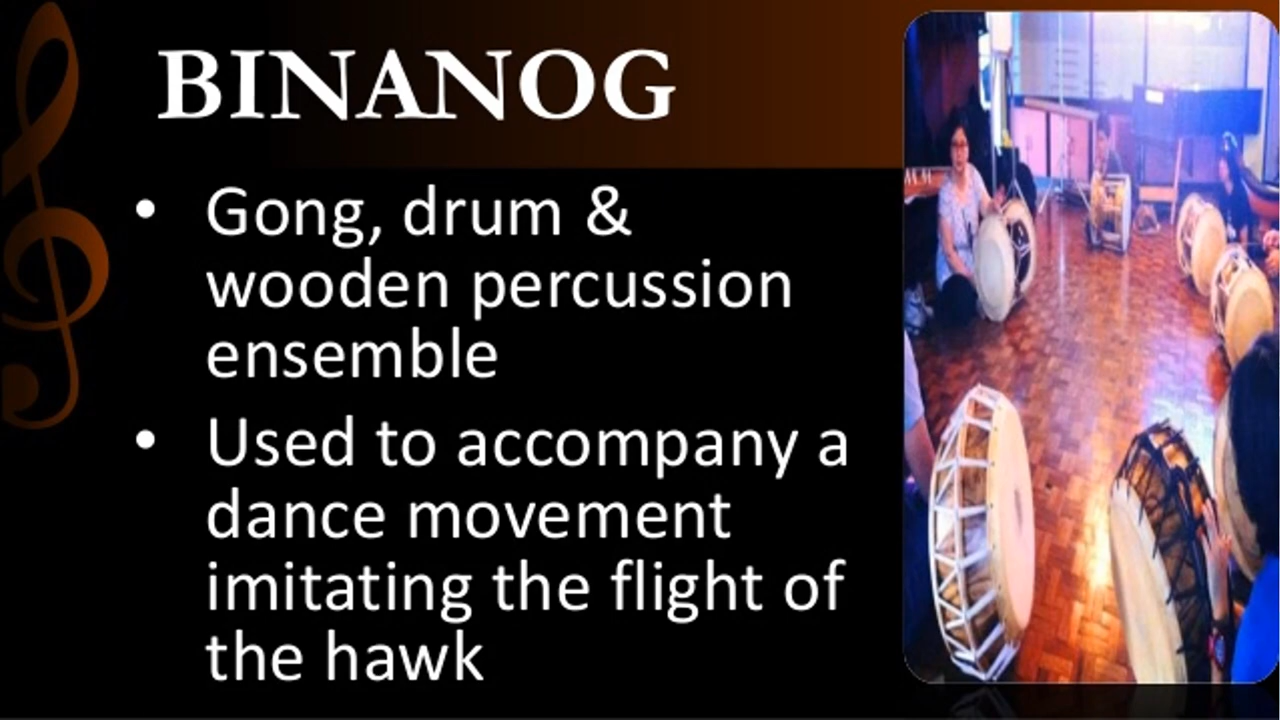 BINANOG
• Gong, drum &
wooden percussion
ensemble
• Used to accompany a
dance movement
imitating the flight of
the hawk